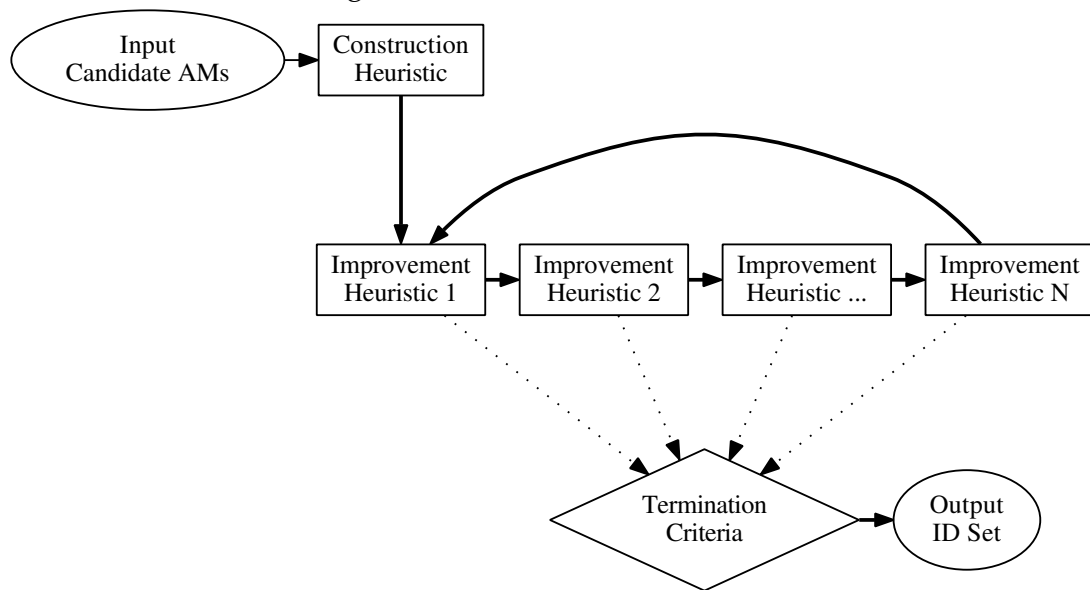 Input
Candidate AMs
Construction
Heuristic
Improvement
Heuristic 1
Improvement
Heuristic 2
Improvement
Heuristic ...
Improvement
Heuristic N
Termination
Criteria
Output
ID Set